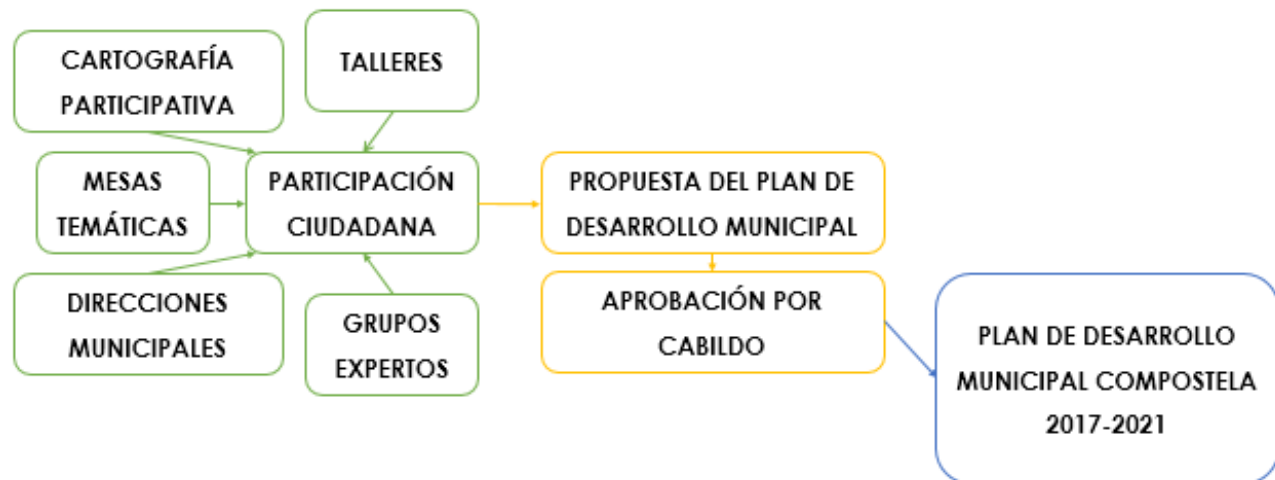 CARTOGRAFÍA
PARTICIPATIVA
TALLERES
MESAS
TEMÁTICAS
PARTICIPACIÓN
CIUDADANA
DIRECCIONES
MUNICIPALES
GRUPOS
EXPERTOS
PROPUESTA DEL PLAN DE
DESARROLLO MUNICIPAL
APROBACIÓN POR
CABILDO
PLAN DE DESARROLLO
MUNICIPAL COMPOSTELA
2017-2021